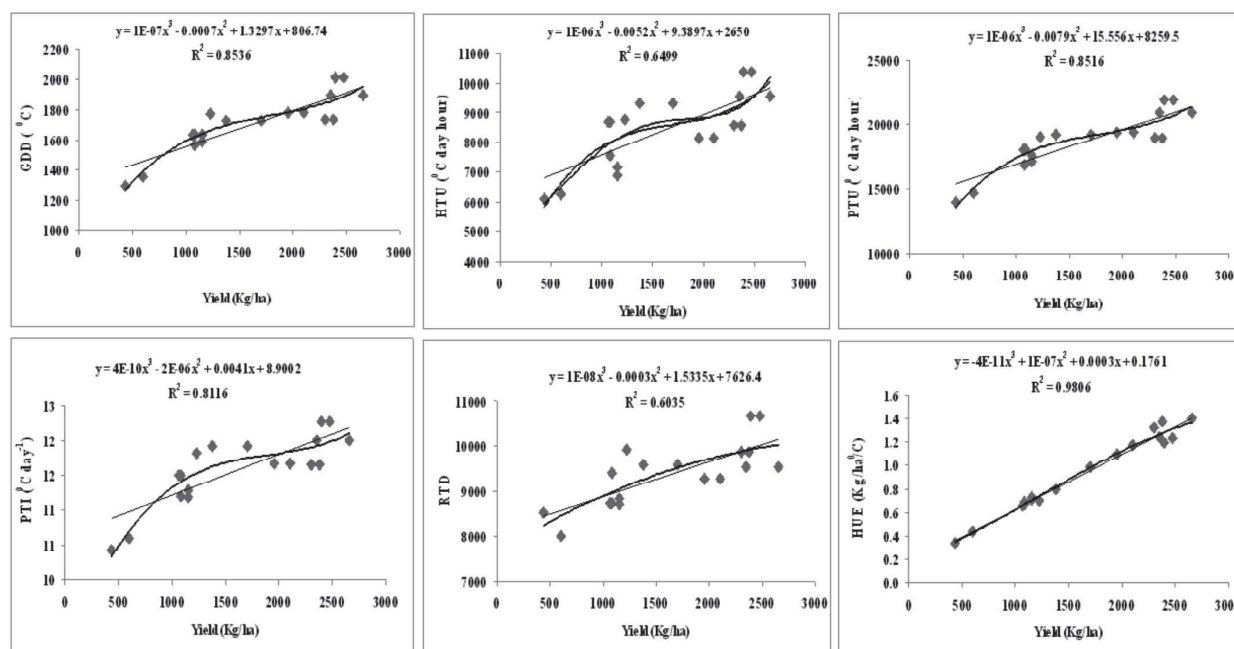 y = 1E-07x³ - 0.0007x² + 1.3297x + 806.74
R² = 0.8536
GDD (⁰C)
2200
2000
1800
1600
1400
1200
1000
0 500 1000 1500 2000 2500 3000
Yield (Kg/ha)
y = 1E-06x³ - 0.0052x² + 9.3897x + 2650
R² = 0.6499
HTU (⁰C day hour)
11000
10000
9000
8000
7000
6000
5000
4000
0 500 1000 1500 2000 2500 3000
Yield (Kg/ha)
y = 1E-06x³ - 0.0079x² + 15.556x + 8259.5
R² = 0.8516
PTU (⁰C day hour)
25000
20000
15000
10000
0 500 1000 1500 2000 2500 3000
Yield (Kg/ha)
y = 4E-10x³ - 2E-06x² + 0.0041x + 8.9002
R² = 0.8116
PTI (⁰C day⁻¹)
13
12
12
11
11
10
0 500 1000 1500 2000 2500 3000
Yield (Kg/ha)
y = 1E-08x³ - 0.0003x² + 1.5335x + 7626.4
R² = 0.6035
RTD
11000
10000
9000
8000
7000
0 500 1000 1500 2000 2500 3000
Yield (Kg/ha)
y = -4E-11x³ + 1E-07x² + 0.0003x + 0.1761
R² = 0.9806
HUE (Kg/ha⁰/C)
1.6
1.4
1.2
1.0
0.8
0.6
0.4
0.2
0.0
0 500 1000 1500 2000 2500 3000
Yield (Kg/ha)